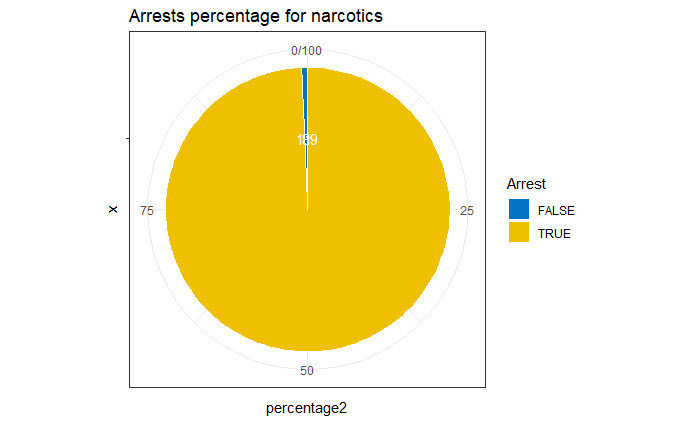 Arrests percentage for narcotics
0/100
75
25
50
x
percentage2
Arrest
FALSE
TRUE